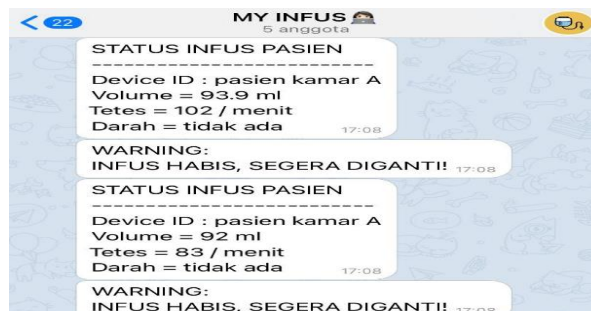 22
MY INFUS
5 anggota
STATUS INFUS PASIEN
--------------------------
Device ID : pasien kamar A
Volume = 93.9 ml
Tetes = 102 / menit
Darah = tidak ada
17:08
WARNING:
INFUS HABIS, SEGERA DIGANTI! 17:08
STATUS INFUS PASIEN
--------------------------
Device ID : pasien kamar A
Volume = 92 ml
Tetes = 83 / menit
Darah = tidak ada
17:08
WARNING:
INFUS HABIS, SEGERA DIGANTI! 17:08